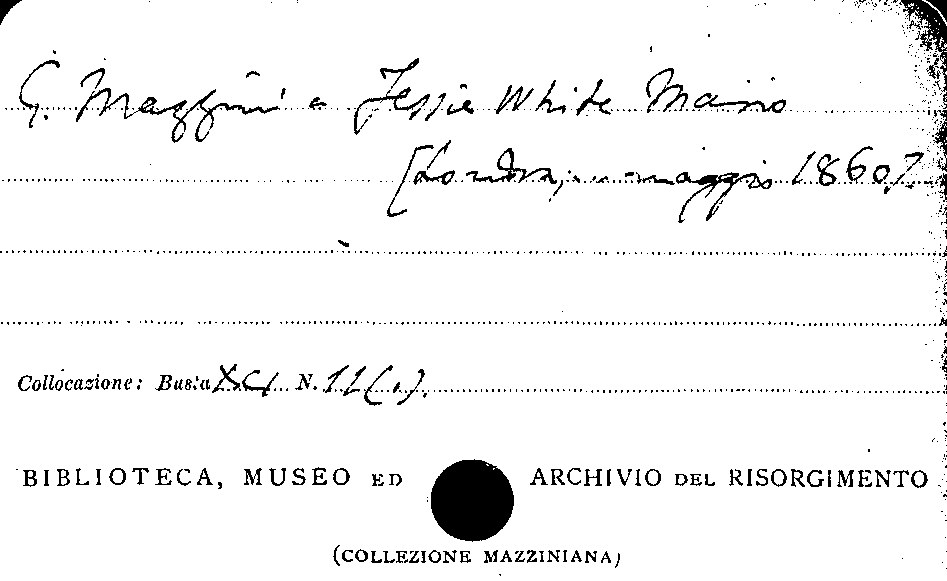 G. Mazzini a Jessie White Mario
[Londra, ... maggio 1860].
Collocazione: Busta XCI N. 11(1).
BIBLIOTECA, MUSEO ED ARCHIVIO DEL RISORGIMENTO
(COLLEZIONE MAZZINIANA)